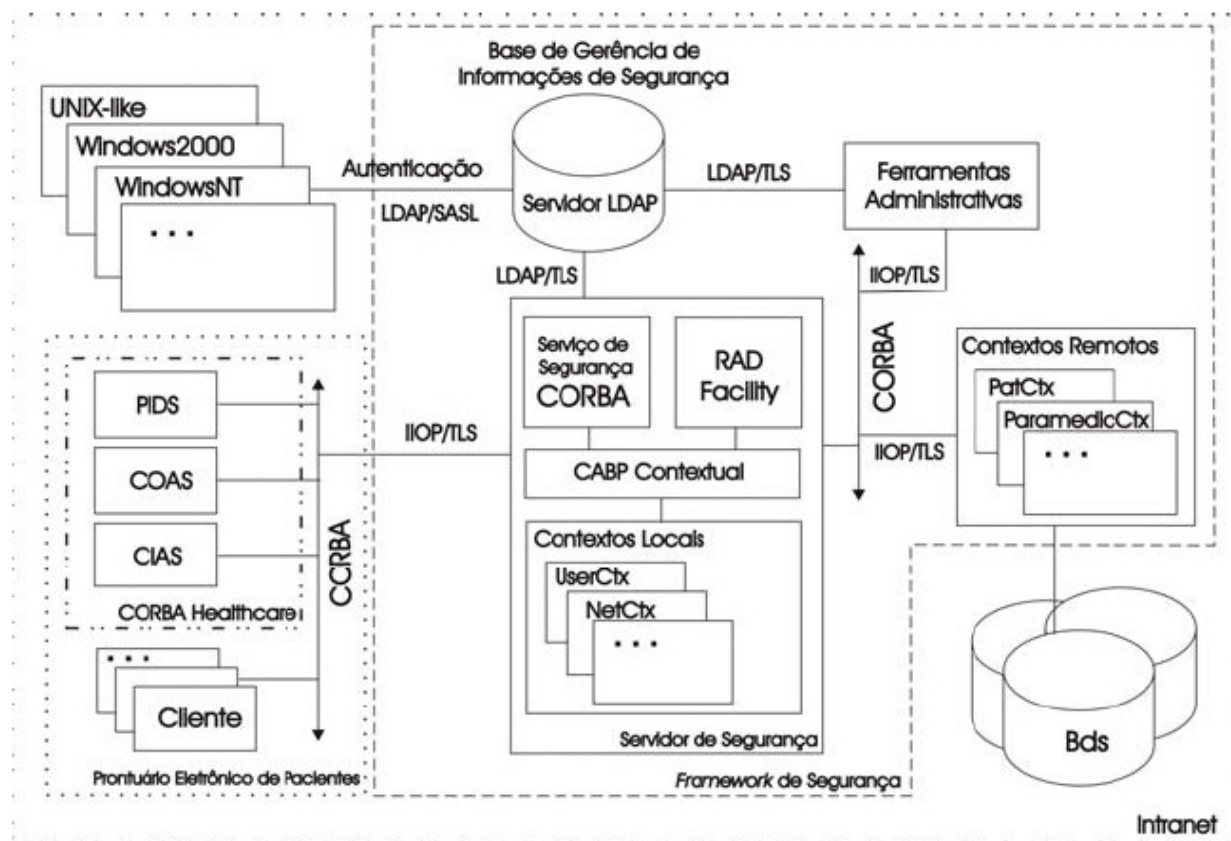 Base de Gerência de
Informações de Segurança
UNIX-like
Windows2000
WindowsNT
. . .
Autenticação
LDAP/SASL
Servidor LDAP
LDAP/TLS
Ferramentas
Administrativas
LDAP/TLS
IIOP/TLS
CORBA
Serviço de
Segurança
CORBA
RAD
Facility
Contextos Remotos
PatCtx
ParamedicCtx
. . .
PIDS
COAS
CIAS
CORBA Healthcare
CORBA
IIOP/TLS
IIOP/TLS
CABP Contextual
Contextos Locais
UserCtx
NetCtx
. . .
Servidor de Segurança
. . .
Cliente
Prontuário Eletrônico de Pacientes
Framework de Segurança
Bds
Intranet